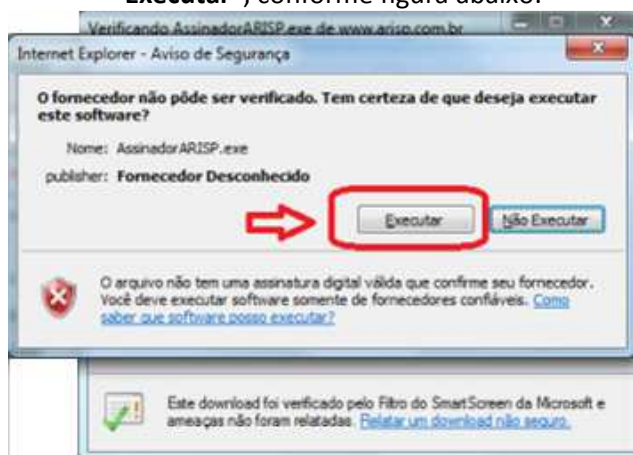 Executar", conforme figura abaixo:
Verificando AssinadorARISP.exe de www.arisp.com.br
Internet Explorer - Aviso de Segurança
O fornecedor não pôde ser verificado. Tem certeza de que deseja executar
este software?
Nome: AssinadorARISP.exe
publisher: Fornecedor Desconhecido
Executar
Não Executar
O arquivo não tem uma assinatura digital válida que confirme seu fornecedor.
Você deve executar software somente de fornecedores confiáveis. Como
saber que software posso executar?
Este download foi verificado pelo Filtro do SmartScreen da Microsoft e
ameaças não foram relatadas. Relatar um download não seguro.